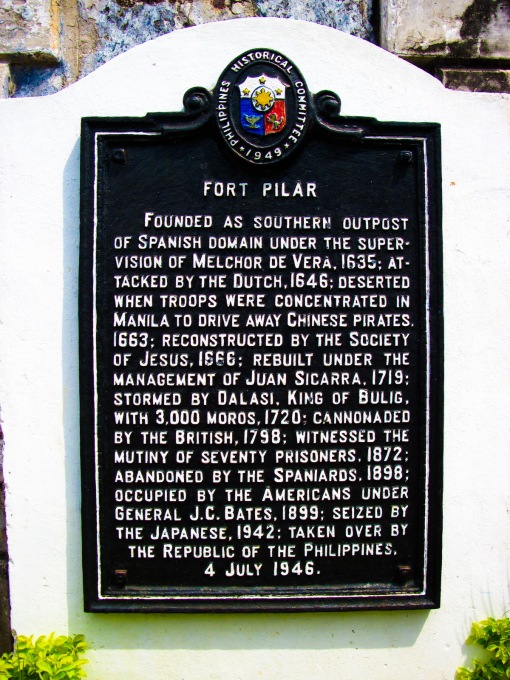 PHILIPPINES HISTORICAL COMMITTEE
★ 1949 ★
FORT PILAR
FOUNDED AS SOUTHERN OUTPOST
OF SPANISH DOMAIN UNDER THE SUPER-
VISION OF MELCHOR DE VERA, 1635; AT-
TACKED BY THE DUTCH, 1646; DESERTED
WHEN TROOPS WERE CONCENTRATED IN
MANILA TO DRIVE AWAY CHINESE PIRATES.
1663; RECONSTRUCTED BY THE SOCIETY
OF JESUS, 1666; REBUILT UNDER THE
MANAGEMENT OF JUAN SICARRA, 1719;
STORMED BY DALASI, KING OF BULIG,
WITH 3,000 MOROS, 1720; CANNONADED
BY THE BRITISH, 1798; WITNESSED THE
MUTINY OF SEVENTY PRISONERS, 1872;
ABANDONED BY THE SPANIARDS, 1898;
OCCUPIED BY THE AMERICANS UNDER
GENERAL J.C. BATES, 1899; SEIZED BY
THE JAPANESE, 1942; TAKEN OVER BY
THE REPUBLIC OF THE PHILIPPINES,
4 JULY 1946.